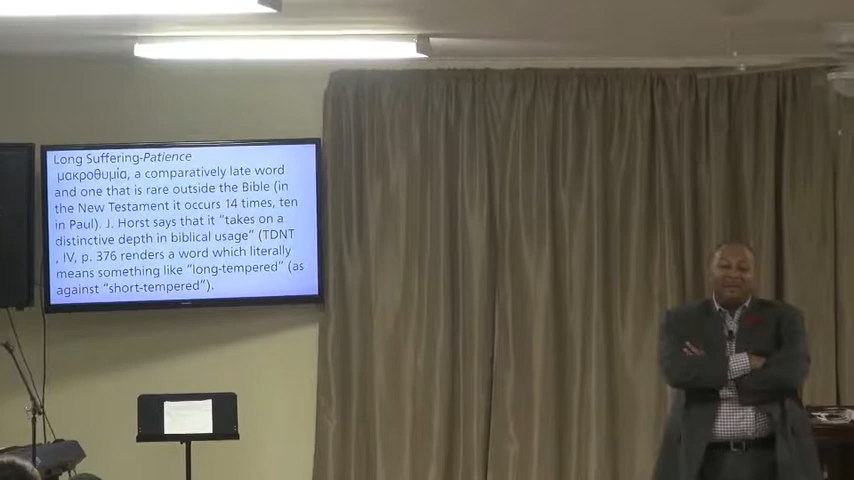 Long Suffering-Patience
μακροθυμία, a comparatively late word
and one that is rare outside the Bible (in
the New Testament it occurs 14 times, ten
in Paul). J. Horst says that it “takes on a
distinctive depth in biblical usage” (TDNT
, IV, p. 376 renders a word which literally
means something like “long-tempered” (as
against “short-tempered”).